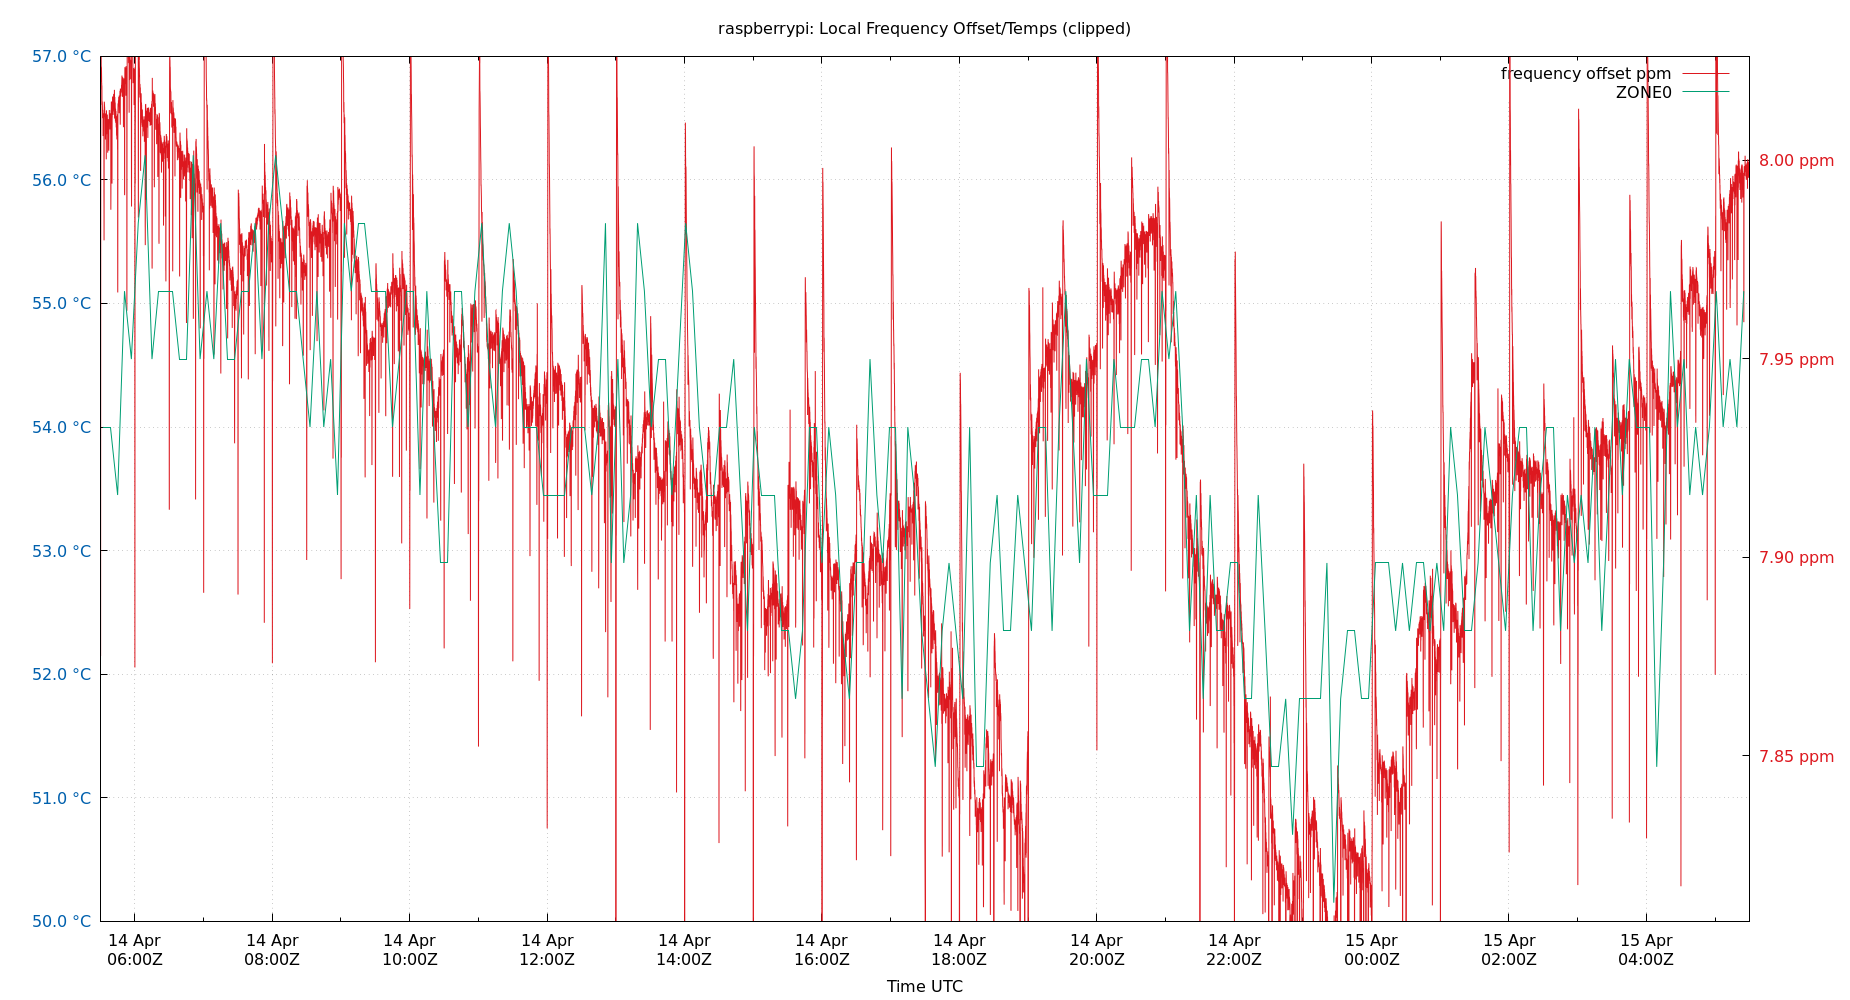 raspberrypi: Local Frequency Offset/Temps (clipped)
frequency offset ppm
ZONE0
57.0 °C
56.0 °C
55.0 °C
54.0 °C
53.0 °C
52.0 °C
51.0 °C
50.0 °C
8.00 ppm
7.95 ppm
7.90 ppm
7.85 ppm
14 Apr 14 Apr 14 Apr 14 Apr 14 Apr 14 Apr 14 Apr 14 Apr 14 Apr 15 Apr 15 Apr 15 Apr
06:00Z 08:00Z 10:00Z 12:00Z 14:00Z 16:00Z 18:00Z 20:00Z 22:00Z 00:00Z 02:00Z 04:00Z
Time UTC